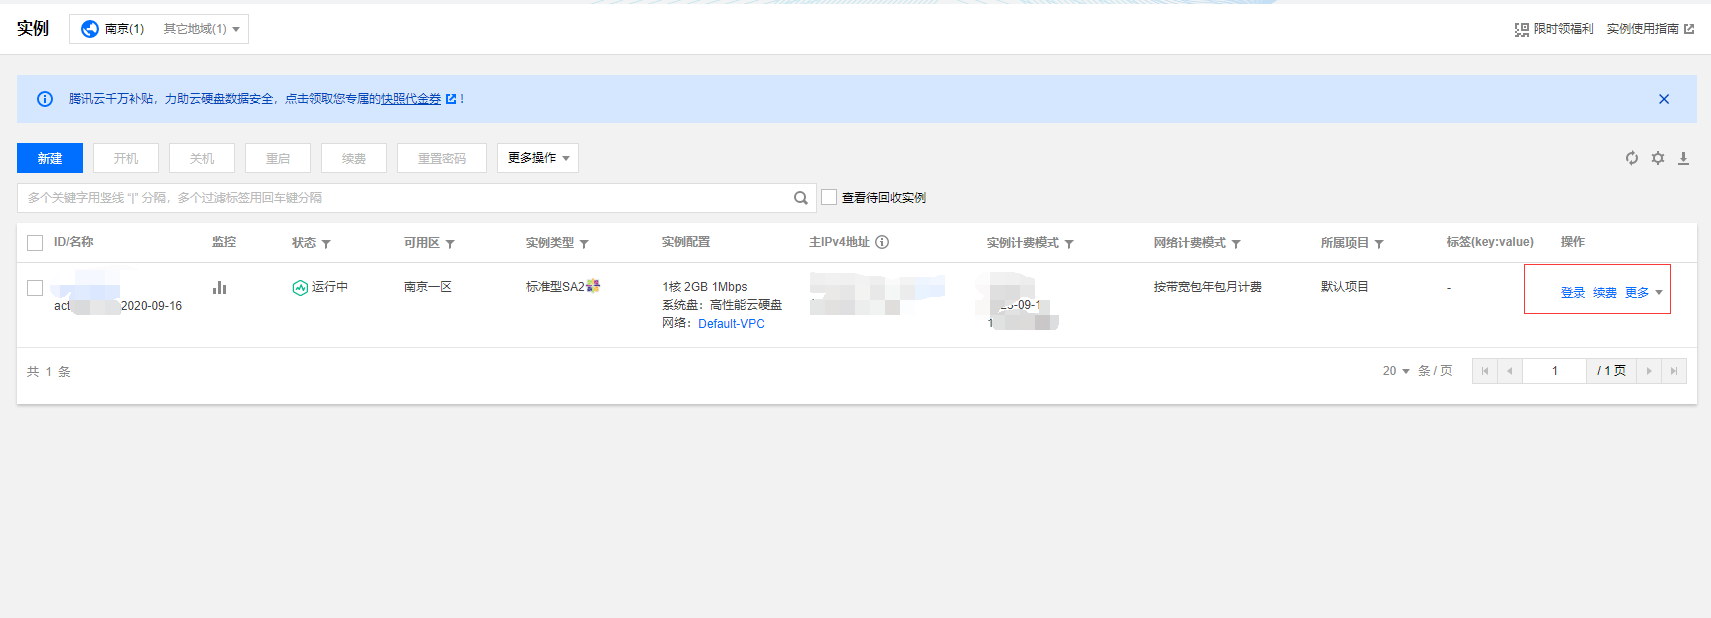 实例 南京(1) 其它地域(1) 限时领福利 实例使用指南
腾讯云千万补贴，力助云硬盘数据安全，点击领取您专属的快照代金券！
新建 开机 关机 重启 续费 重置密码 更多操作
多个关键字用竖线 "|" 分隔，多个过滤标签用回车键分隔 查看待回收实例
ID/名称 监控 状态 可用区 实例类型 实例配置 主IPv4地址 实例计费模式 网络计费模式 所属项目 标签(key:value) 操作
运行中 南京一区 标准型SA2 1核 2GB 1Mbps 按带宽包年包月计费 默认项目 - 登录 续费 更多
2020-09-16 系统盘：高性能云硬盘
网络：Default-VPC
共 1 条 20 条 / 页 1 / 1 页